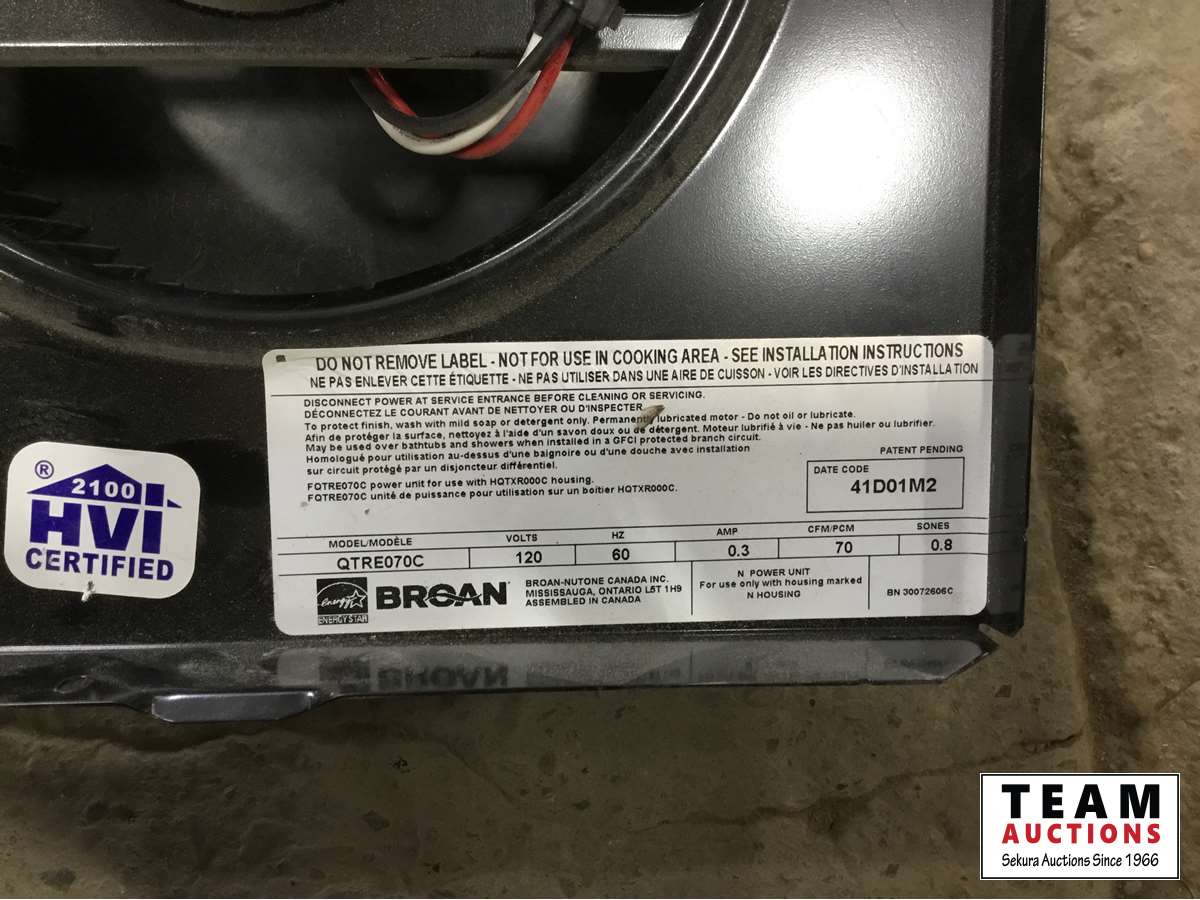 DO NOT REMOVE LABEL - NOT FOR USE IN COOKING AREA - SEE INSTALLATION INSTRUCTIONS
NE PAS ENLEVER CETTE ÉTIQUETTE - NE PAS UTILISER DANS UNE AIRE DE CUISSON - VOIR LES DIRECTIVES D'INSTALLATION
DISCONNECT POWER AT SERVICE ENTRANCE BEFORE CLEANING OR SERVICING.
DÉCONNECTEZ LE COURANT AVANT DE NETTOYER OU D'INSPECTER.
To protect finish, wash with mild soap or detergent only. Permanently lubricated motor - Do not oil or lubricate.
Afin de protéger la surface, nettoyez à l'aide d'un savon doux ou de détergent. Moteur lubrifié à vie - Ne pas huiler ou lubrifier.
May be used over bathtubs and showers when installed in a GFCI protected branch circuit.
Homologué pour utilisation au-dessus d'une baignoire ou d'une douche avec installation
sur circuit protégé par un disjoncteur différentiel.
FQTRE070C power unit for use with HQTXR000C housing.
FQTRE070C unité de puissance pour utilisation sur un boîtier HQTXR000C.
PATENT PENDING
DATE CODE
41D01M2
MODEL/MODÈLE VOLTS HZ AMP CFM/PCM SONES
QTRE070C 120 60 0.3 70 0.8
energy
ENERGY STAR
BROAN
BROAN-NUTONE CANADA INC.
MISSISSAUGA, ONTARIO L5T 1H9
ASSEMBLED IN CANADA
N POWER UNIT
For use only with housing marked
N HOUSING
BN 30072606C
®
2100
HVI
CERTIFIED
TEAM
AUCTIONS
Sekura Auctions Since 1966